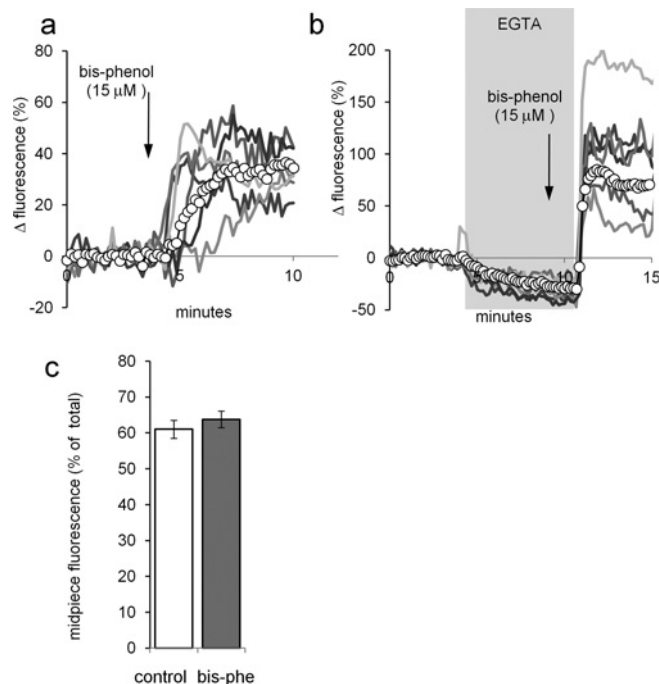 a
80
60
40
20
0
-20
Δ fluorescence (%)
bis-phenol
(15 μM )
0
5
10
minutes
b
200
150
100
50
0
-50
Δ fluorescence (%)
EGTA
bis-phenol
(15 μM )
0
5
10
15
minutes
c
80
70
60
50
40
30
20
10
0
midpiece fluorescence (% of total)
control bis-phe